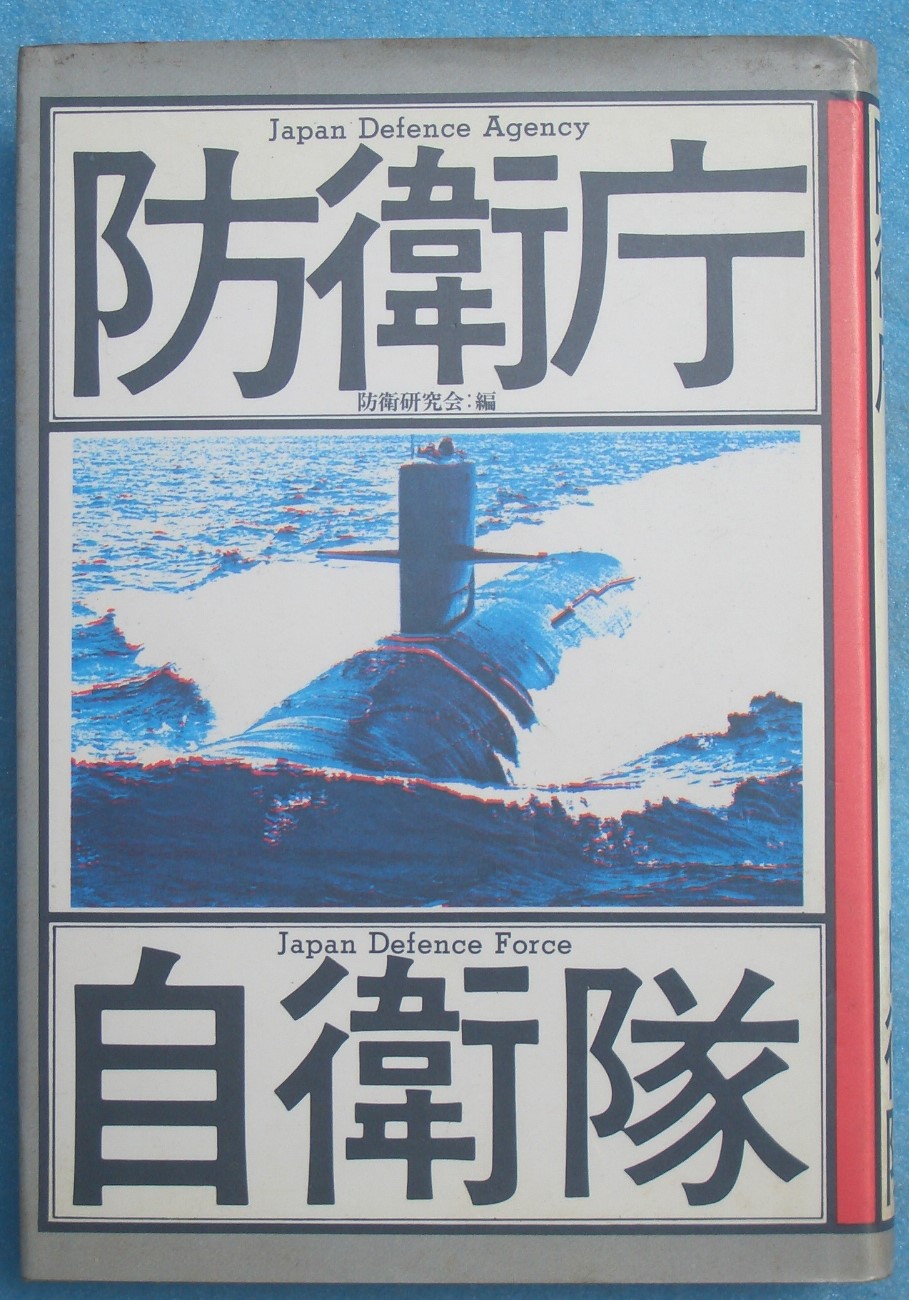 Japan Defence Agency
防衛庁
防衛研究会:編
Japan Defence Force
自衛隊